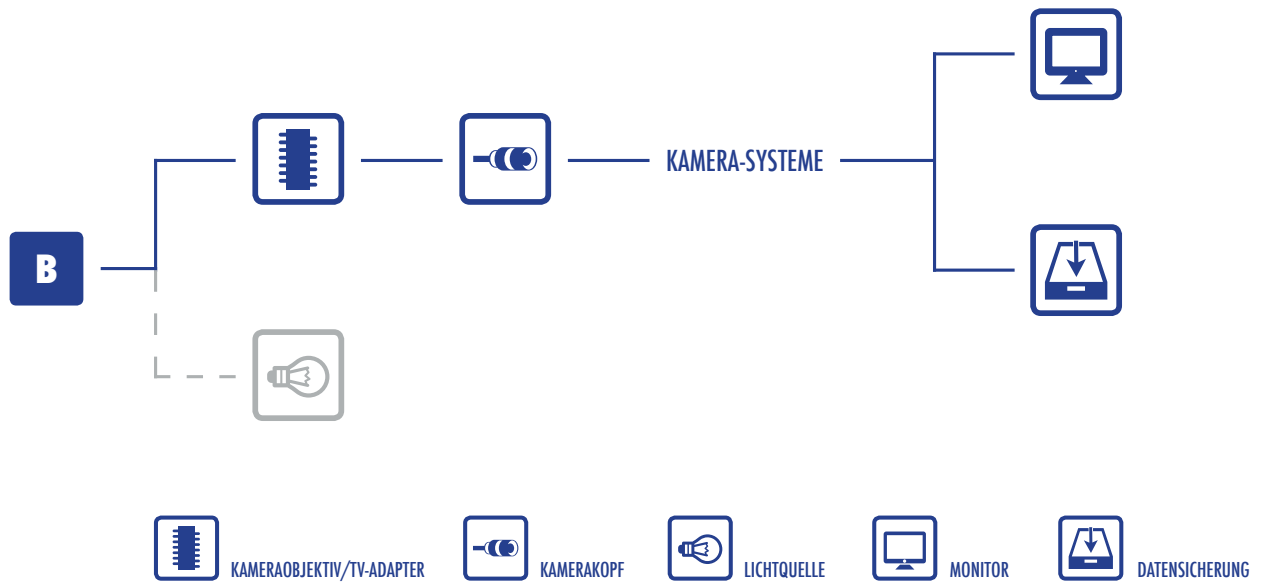 KAMERA-SYSTEME
B
KAMERAOBJEKTIV/TV-ADAPTER
KAMERAKOPF
LICHTQUELLE
MONITOR
DATENSICHERUNG